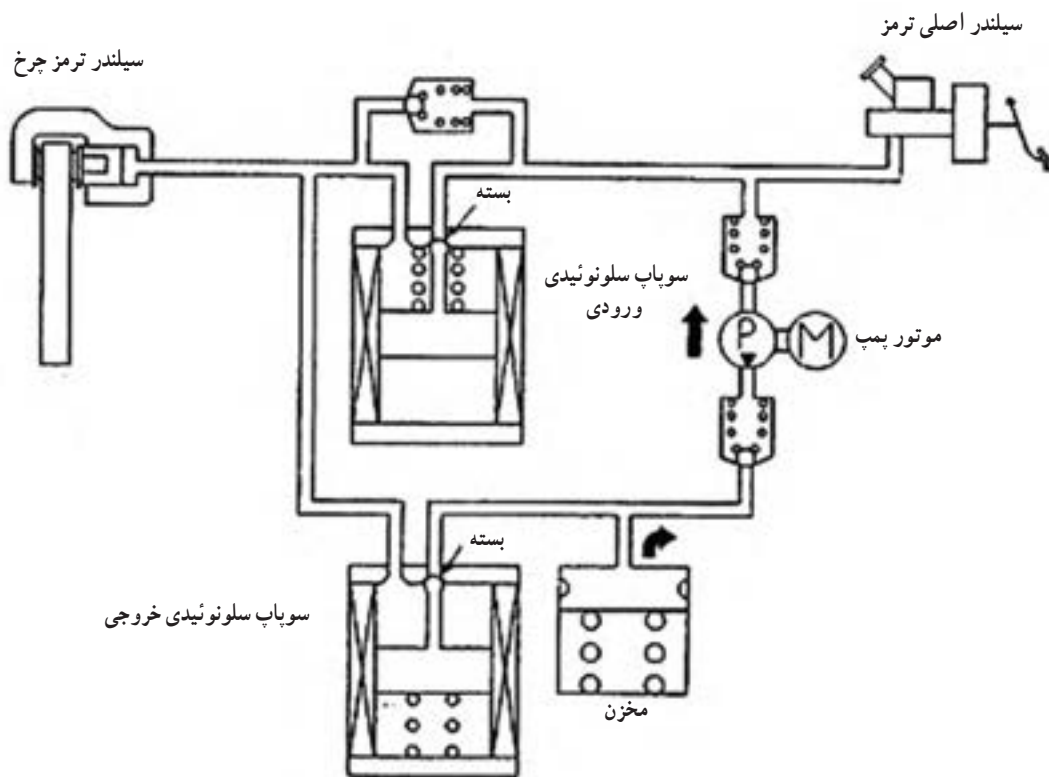 سیلندر اصلی ترمز
سیلندر ترمز چرخ
بسته
سوپاپ سلونوئیدی
ورودی
P
M
موتور پمپ
بسته
سوپاپ سلونوئیدی خروجی
مخزن